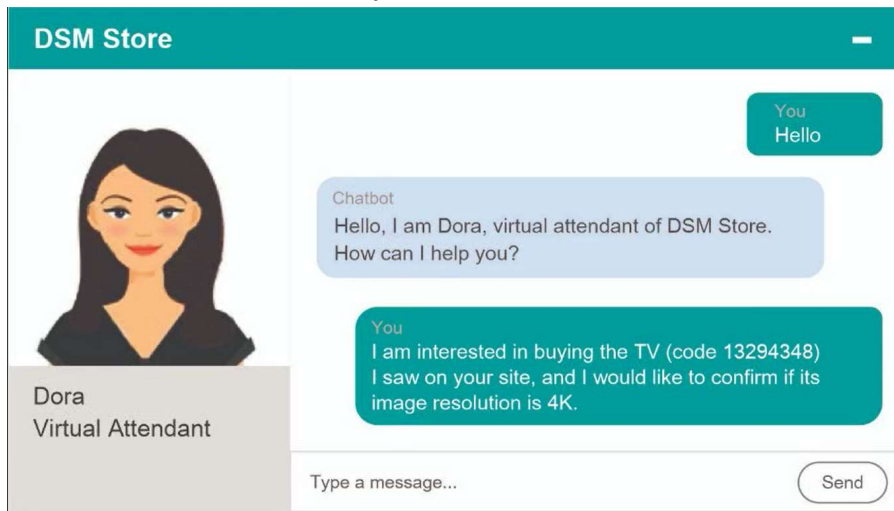 DSM Store
You
Hello
Chatbot
Hello, I am Dora, virtual attendant of DSM Store.
How can I help you?
You
I am interested in buying the TV (code 13294348)
I saw on your site, and I would like to confirm if its
image resolution is 4K.
Dora
Virtual Attendant
Type a message...
Send